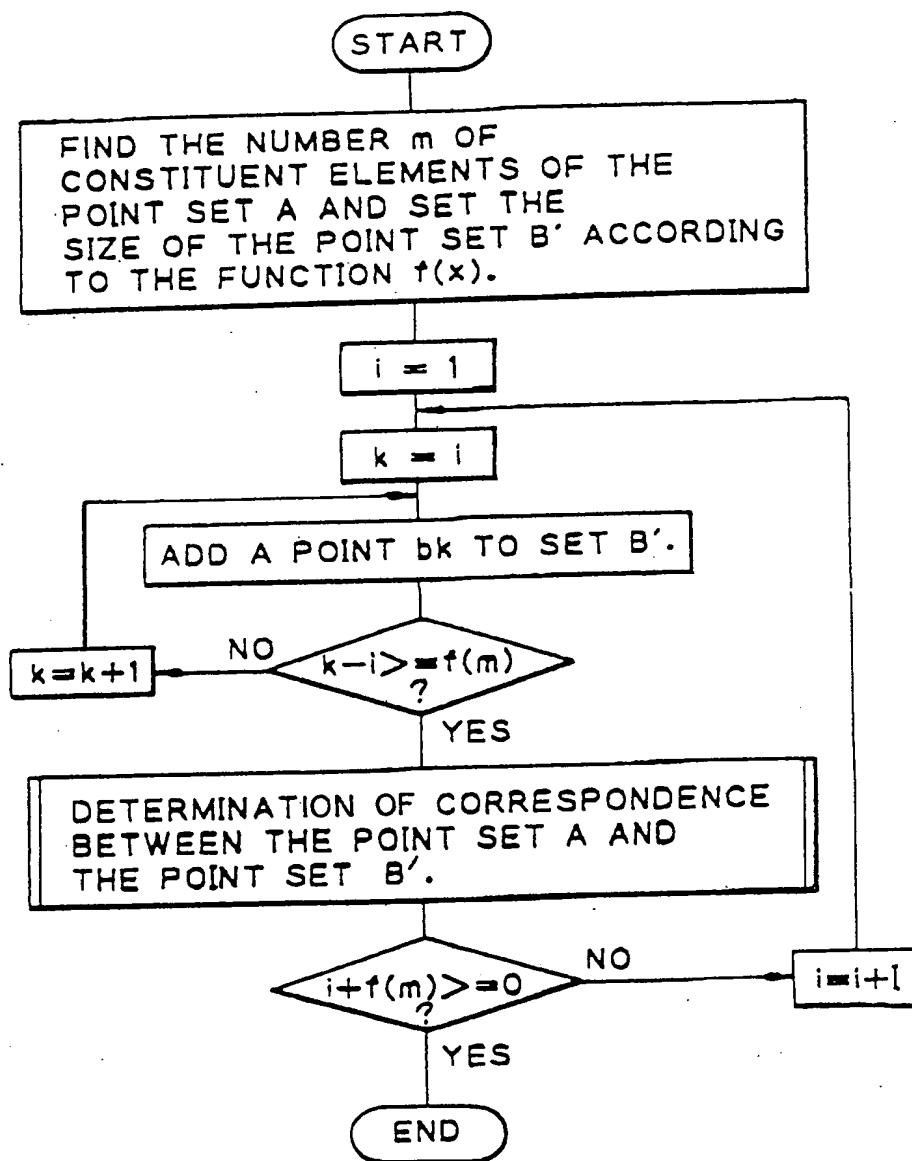 START
FIND THE NUMBER m OF
CONSTITUENT ELEMENTS OF THE
POINT SET A AND SET THE
SIZE OF THE POINT SET B' ACCORDING
TO THE FUNCTION f(x).
i = 1
k = i
ADD A POINT bk TO SET B'.
NO
k=k+1
k-i>=f(m)
?
YES
DETERMINATION OF CORRESPONDENCE
BETWEEN THE POINT SET A AND
THE POINT SET B'.
i+f(m)>=0
?
NO
i=i+I
YES
END